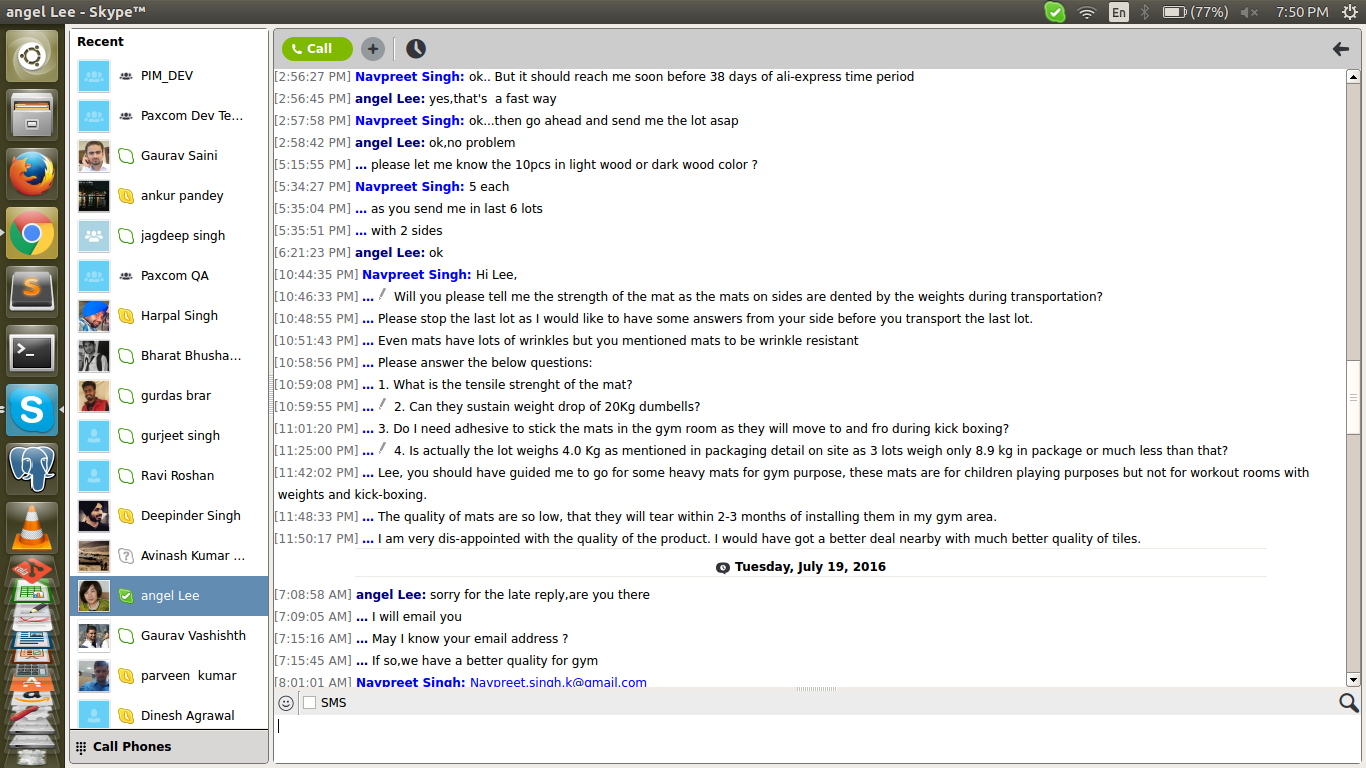 angel Lee - Skype™
En
(77%)
7:50 PM
Recent
PIM_DEV
Paxcom Dev Te...
Gaurav Saini
ankur pandey
jagdeep singh
Paxcom QA
Harpal Singh
Bharat Bhusha...
gurdas brar
gurjeet singh
Ravi Roshan
Deepinder Singh
Avinash Kumar ...
angel Lee
Gaurav Vashishth
parveen kumar
Dinesh Agrawal
Call Phones
Call
[2:56:27 PM] Navpreet Singh: ok.. But it should reach me soon before 38 days of ali-express time period
[2:56:45 PM] angel Lee: yes,that's a fast way
[2:57:58 PM] Navpreet Singh: ok...then go ahead and send me the lot asap
[2:58:42 PM] angel Lee: ok,no problem
[5:15:55 PM] ... please let me know the 10pcs in light wood or dark wood color ?
[5:34:27 PM] Navpreet Singh: 5 each
[5:35:04 PM] ... as you send me in last 6 lots
[5:35:51 PM] ... with 2 sides
[6:21:23 PM] angel Lee: ok
[10:44:35 PM] Navpreet Singh: Hi Lee,
[10:46:33 PM] ... Will you please tell me the strength of the mat as the mats on sides are dented by the weights during transportation?
[10:48:55 PM] ... Please stop the last lot as I would like to have some answers from your side before you transport the last lot.
[10:51:43 PM] ... Even mats have lots of wrinkles but you mentioned mats to be wrinkle resistant
[10:58:56 PM] ... Please answer the below questions:
[10:59:08 PM] ... 1. What is the tensile strenght of the mat?
[10:59:55 PM] ... 2. Can they sustain weight drop of 20Kg dumbells?
[11:01:20 PM] ... 3. Do I need adhesive to stick the mats in the gym room as they will move to and fro during kick boxing?
[11:25:00 PM] ... 4. Is actually the lot weighs 4.0 Kg as mentioned in packaging detail on site as 3 lots weigh only 8.9 kg in package or much less than that?
[11:42:02 PM] ... Lee, you should have guided me to go for some heavy mats for gym purpose, these mats are for children playing purposes but not for workout rooms with
weights and kick-boxing.
[11:48:33 PM] ... The quality of mats are so low, that they will tear within 2-3 months of installing them in my gym area.
[11:50:17 PM] ... I am very dis-appointed with the quality of the product. I would have got a better deal nearby with much better quality of tiles.
Tuesday, July 19, 2016
[7:08:58 AM] angel Lee: sorry for the late reply,are you there
[7:09:05 AM] ... I will email you
[7:15:16 AM] ... May I know your email address ?
[7:15:45 AM] ... If so,we have a better quality for gym
[8:01:01 AM] Navpreet Singh: Navpreet.singh.k@gmail.com
SMS